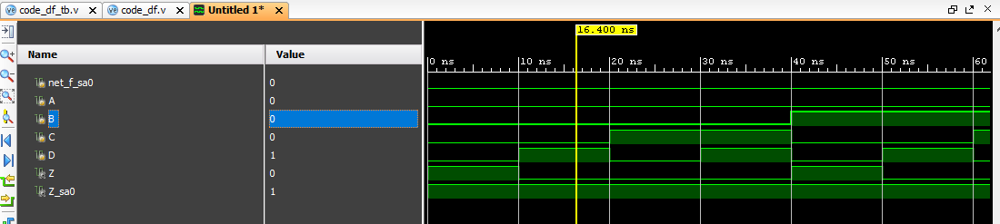 code_df_tb.v × code_df.v × Untitled 1* ×
16.400 ns
Name Value
0 ns 10 ns 20 ns 30 ns 40 ns 50 ns 60
net_f_sa0 0
A 0
B 0
C 0
D 1
Z 0
Z_sa0 1